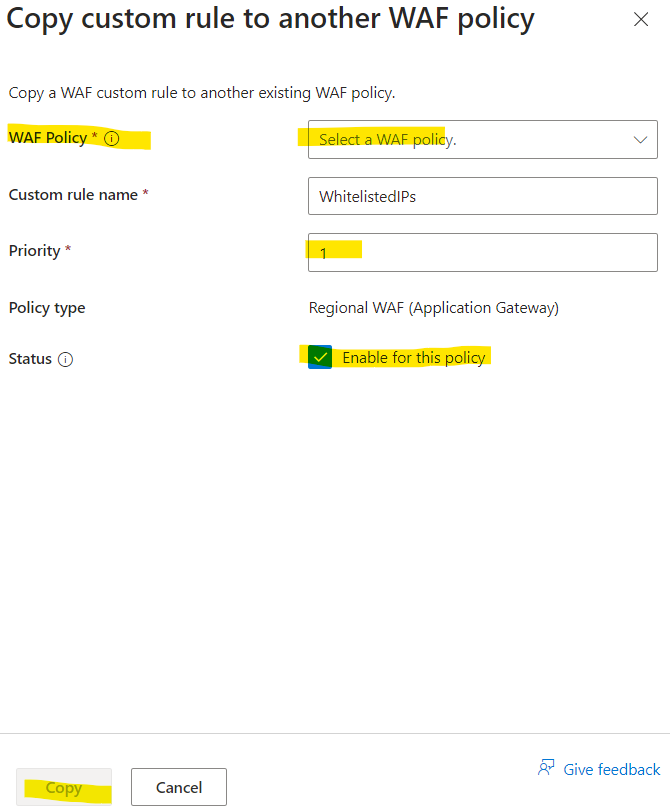 Copy custom rule to another WAF policy
Copy a WAF custom rule to another existing WAF policy.
WAF Policy * Select a WAF policy.
Custom rule name * WhitelistedIPs
Priority * 1
Policy type Regional WAF (Application Gateway)
Status Enable for this policy
Copy Cancel Give feedback